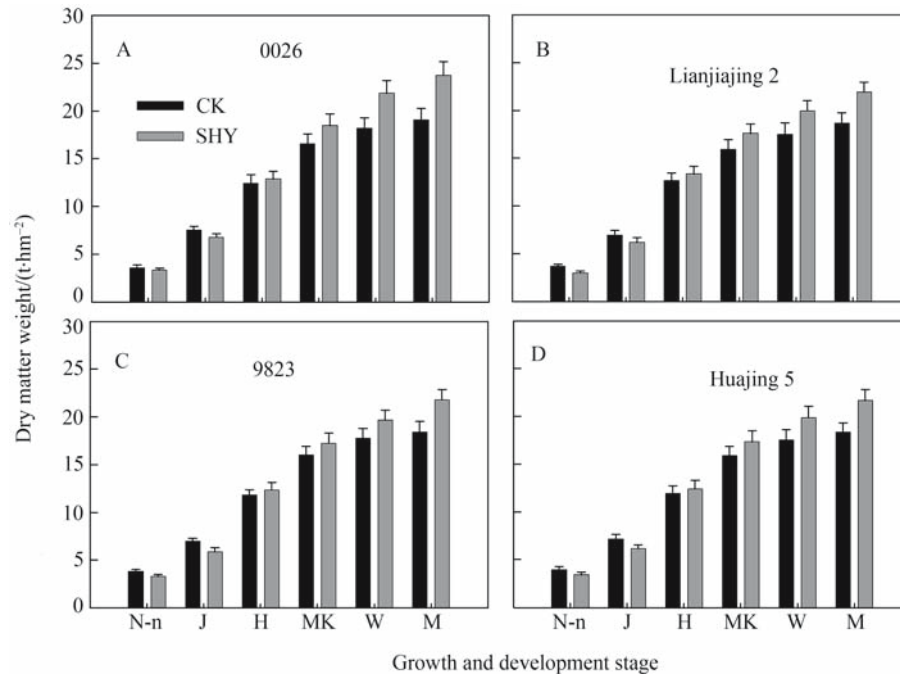 30
25
20
15
10
5
0
A
0026
CK
SHY
B
Lianjiajing 2
30
25
20
15
10
5
0
C
9823
D
Huajing 5
N-n J H MK W M
N-n J H MK W M
Dry matter weight/(t·hm⁻²)
Growth and development stage